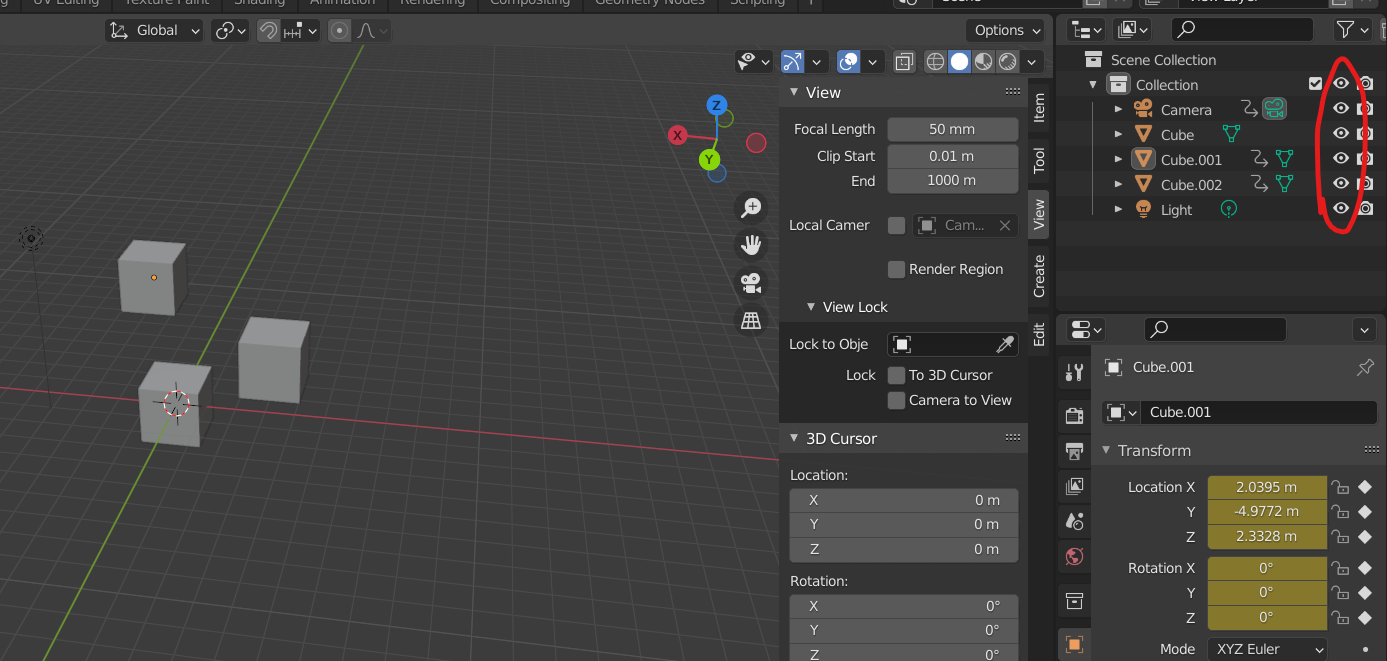 UV Editing Texture Paint Shading Animation Rendering Compositing Geometry Nodes Scripting + Scene View Layer
Global
Options
View
Focal Length 50 mm
Clip Start 0.01 m
End 1000 m
Local Camer Cam...
Render Region
View Lock
Lock to Obje
Lock To 3D Cursor
Camera to View
3D Cursor
Location:
X 0 m
Y 0 m
Z 0 m
Rotation:
X 0°
Y 0°
Z 0°
Item
Tool
View
Create
Edit
Z
X
Y
Scene Collection
Collection
Camera
Cube
Cube.001
Cube.002
Light
Cube.001
Cube.001
Transform
Location X 2.0395 m
Y -4.9772 m
Z 2.3328 m
Rotation X 0°
Y 0°
Z 0°
Mode XYZ Euler